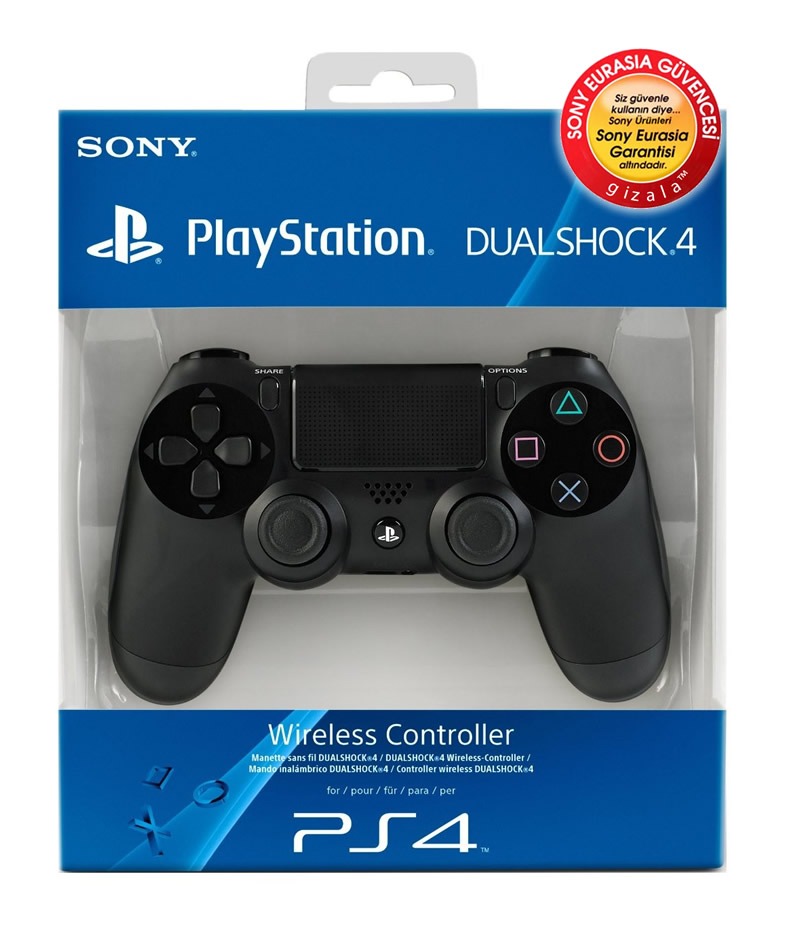 SONY EURASIA GÜVENCESİ
Siz güvenle
kullanın diye...
Sony Ürünleri
Sony Eurasia
Garantisi
altındadır.
gizala™
SONY®
PlayStation® DUALSHOCK®4
SHARE
OPTIONS
Wireless Controller
Manette sans fil DUALSHOCK®4 / DUALSHOCK®4 Wireless-Controller /
Mando inalámbrico DUALSHOCK®4 / Controller wireless DUALSHOCK®4
for / pour / für / para / per
PS4™